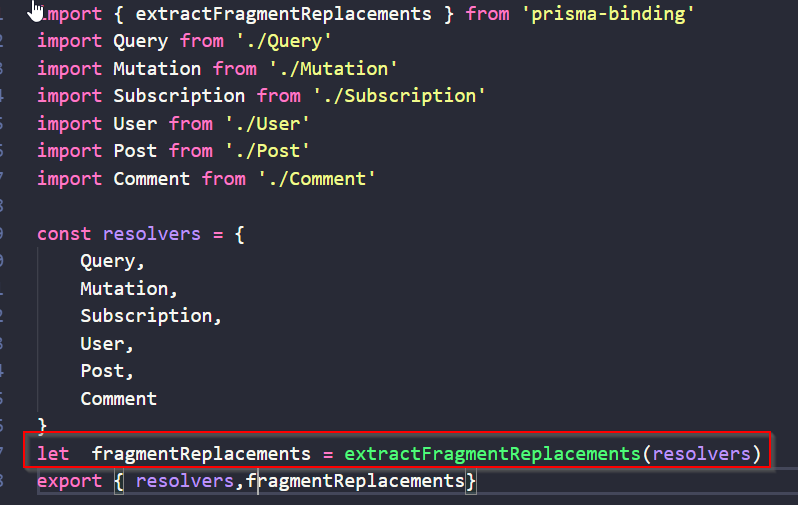 import { extractFragmentReplacements } from 'prisma-binding'
import Query from './Query'
import Mutation from './Mutation'
import Subscription from './Subscription'
import User from './User'
import Post from './Post'
import Comment from './Comment'
const resolvers = {
Query,
Mutation,
Subscription,
User,
Post,
Comment
}
let  fragmentReplacements = extractFragmentReplacements(resolvers)
export { resolvers,fragmentReplacements}